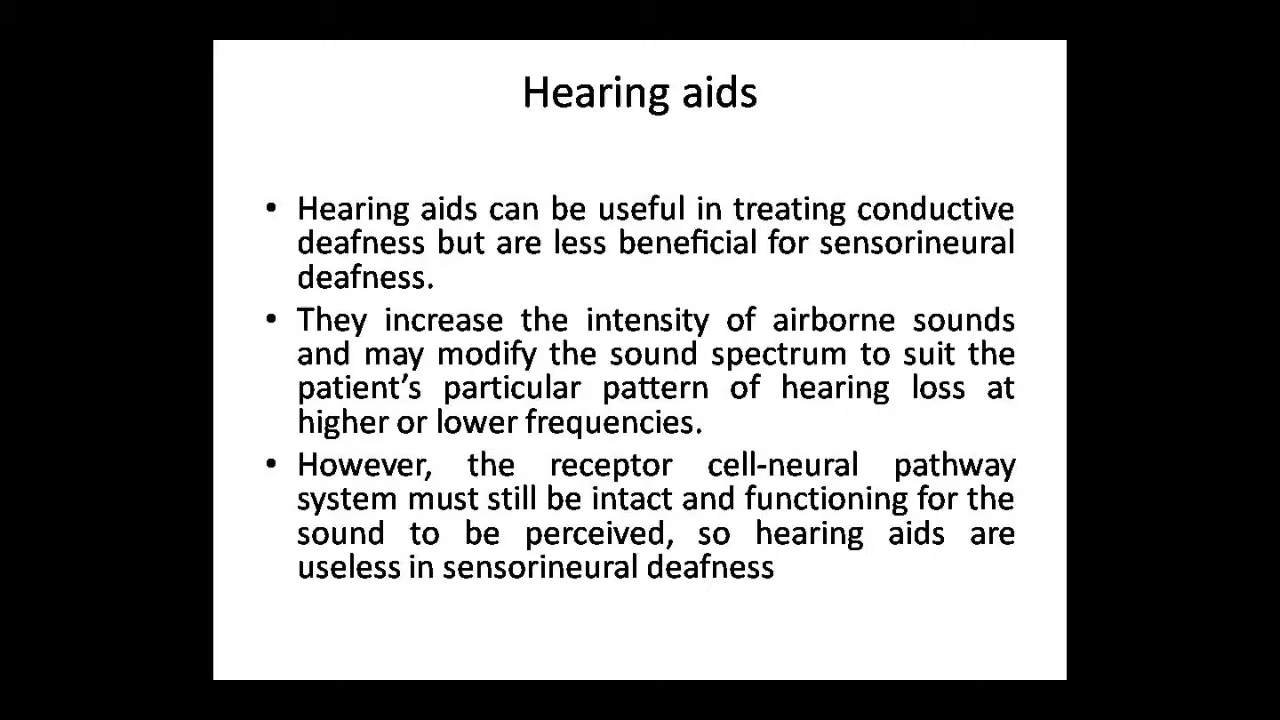 Hearing aids
• Hearing aids can be useful in treating conductive
deafness but are less beneficial for sensorineural
deafness.
• They increase the intensity of airborne sounds
and may modify the sound spectrum to suit the
patient’s particular pattern of hearing loss at
higher or lower frequencies.
• However, the receptor cell-neural pathway
system must still be intact and functioning for the
sound to be perceived, so hearing aids are
useless in sensorineural deafness